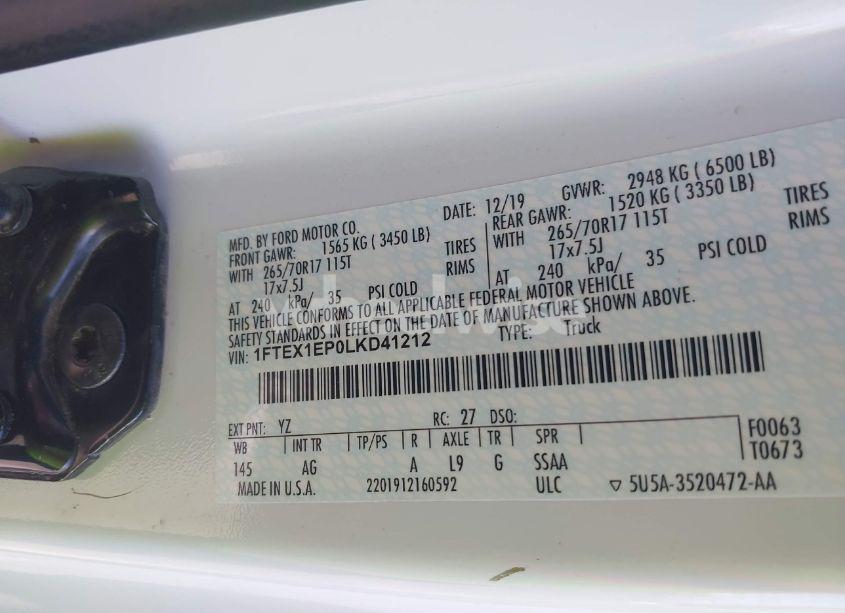 MFD. BY FORD MOTOR CO.
DATE: 12/19 GVWR: 2948 KG ( 6500 LB)
FRONT GAWR: 1565 KG ( 3450 LB) REAR GAWR: 1520 KG ( 3350 LB)
WITH 265/70R17 115T TIRES WITH 265/70R17 115T TIRES
17x7.5J RIMS 17x7.5J RIMS
AT 240 kPa/ 35 PSI COLD AT 240 kPa/ 35 PSI COLD
THIS VEHICLE CONFORMS TO ALL APPLICABLE FEDERAL MOTOR VEHICLE
SAFETY STANDARDS IN EFFECT ON THE DATE OF MANUFACTURE SHOWN ABOVE.
VIN: 1FTEX1EP0LKD41212 TYPE: Truck
EXT PNT: YZ RC: 27 DSO: F0063
WB INT TR TP/PS R AXLE TR SPR T0673
145 AG A L9 G SSAA
MADE IN U.S.A. 2201912160592 ULC ▽ 5U5A-3520472-AA